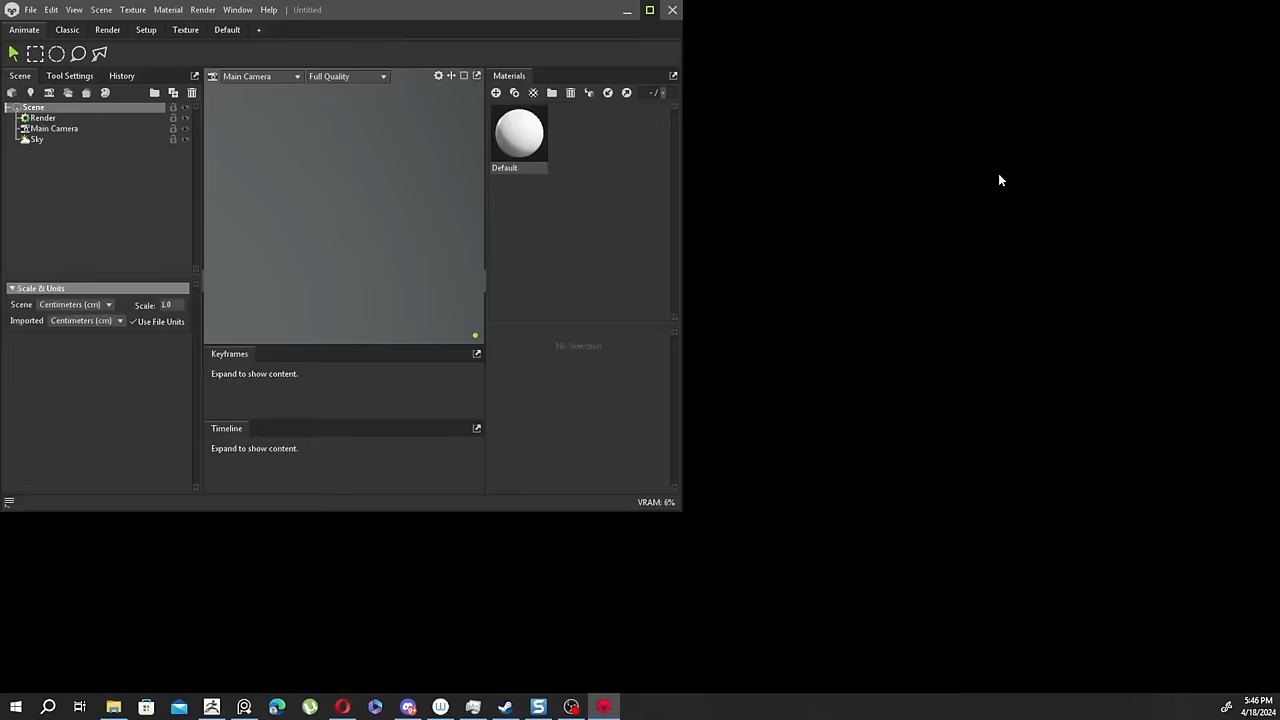 File Edit View Scene Texture Material Render Window Help Untitled
Animate Classic Render Setup Texture Default +
Scene Tool Settings History
Main Camera Full Quality
Materials
- /
Scene
Render
Main Camera
Sky
Default
Scale & Units
Scene Centimeters (cm) Scale: 1.0
Imported Centimeters (cm) Use File Units
No Selection
Keyframes
Expand to show content.
Timeline
Expand to show content.
VRAM: 6%
5:46 PM
4/18/2024